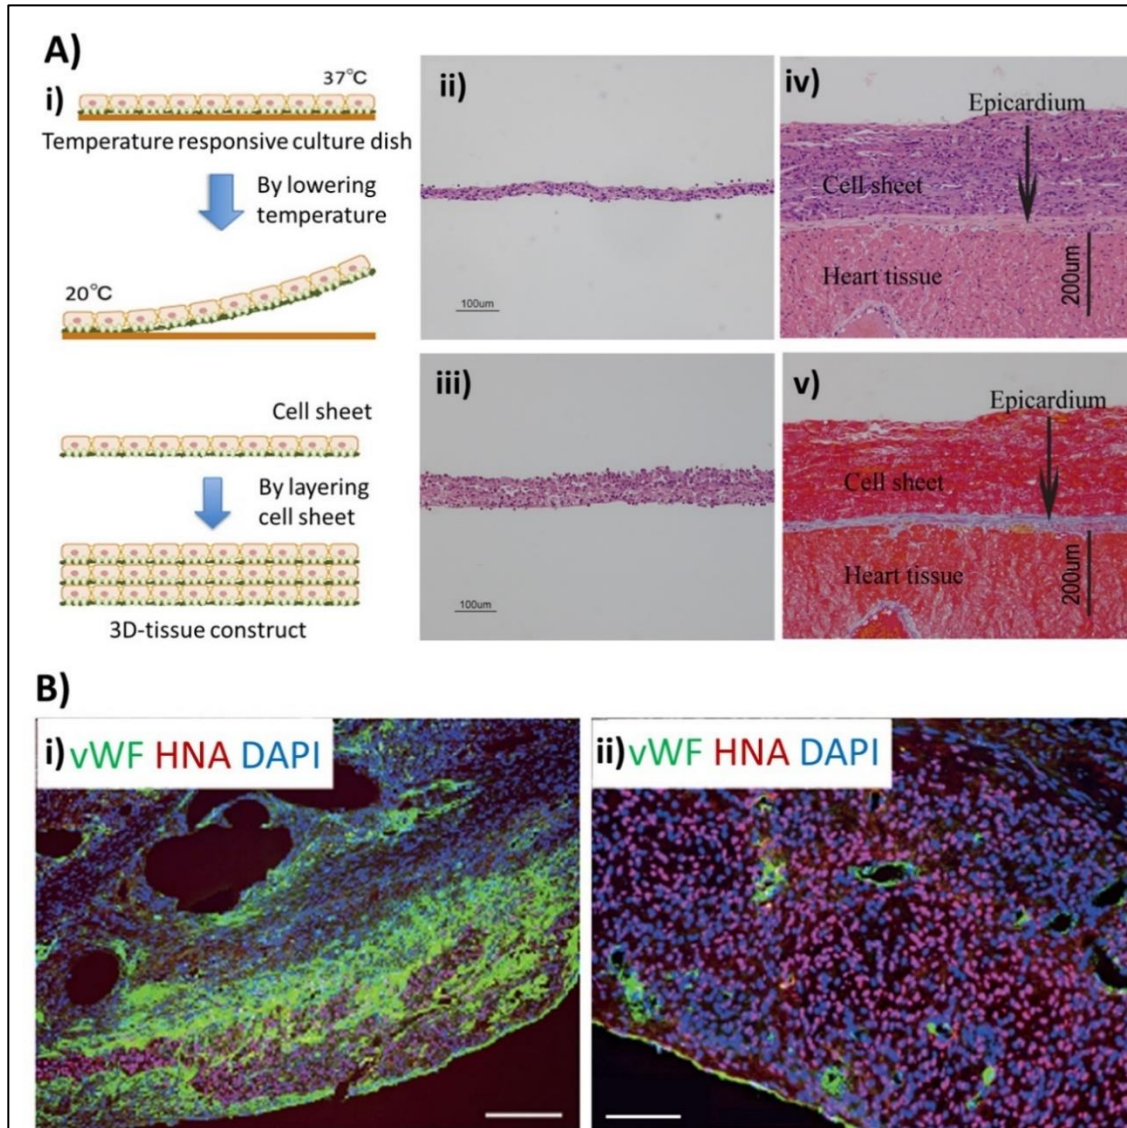 A)
i)
37°C
Temperature responsive culture dish
By lowering
temperature
20°C
Cell sheet
By layering
cell sheet
3D-tissue construct
ii)
100um
iii)
100um
iv)
Epicardium
Cell sheet
Heart tissue
200um
v)
Epicardium
Cell sheet
Heart tissue
200um
B)
i) vWF HNA DAPI
ii) vWF HNA DAPI